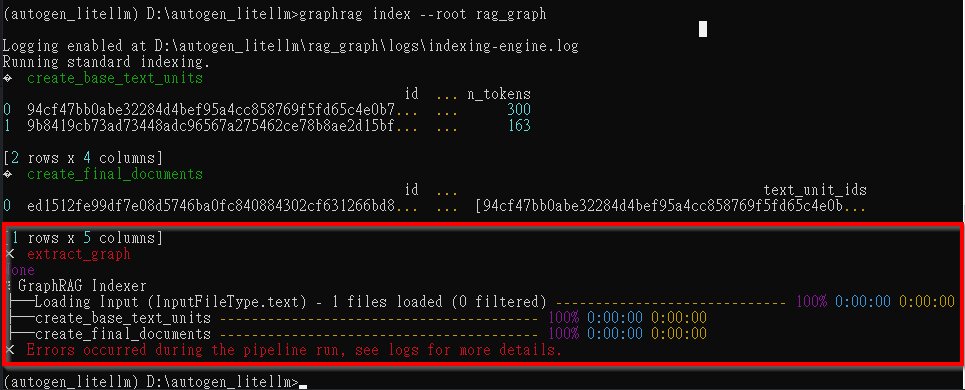 (autogen_litellm) D:\autogen_litellm>graphrag index --root rag_graph
Logging enabled at D:\autogen_litellm\rag_graph\logs\indexing-engine.log
Running standard indexing.
� create_base_text_units
id ... n_tokens
0 94cf47bb0abe32284d4bef95a4cc858769f5fd65c4e0b7... ... 300
1 9b8419cb73ad73448adc96567a275462ce78b8ae2d15bf... ... 163
[2 rows x 4 columns]
� create_final_documents
id ... text_unit_ids
0 ed1512fe99df7e08d5746ba0fc840884302cf631266bd8... ... [94cf47bb0abe32284d4bef95a4cc858769f5fd65c4e0b...
[1 rows x 5 columns]
× extract_graph
None
GraphRAG Indexer
├──Loading Input (InputFileType.text) - 1 files loaded (0 filtered) ---------------------------- 100% 0:00:00 0:00:00
├──create_base_text_units --------------------------------------- 100% 0:00:00 0:00:00
├──create_final_documents --------------------------------------- 100% 0:00:00 0:00:00
× Errors occurred during the pipeline run, see logs for more details.
(autogen_litellm) D:\autogen_litellm>